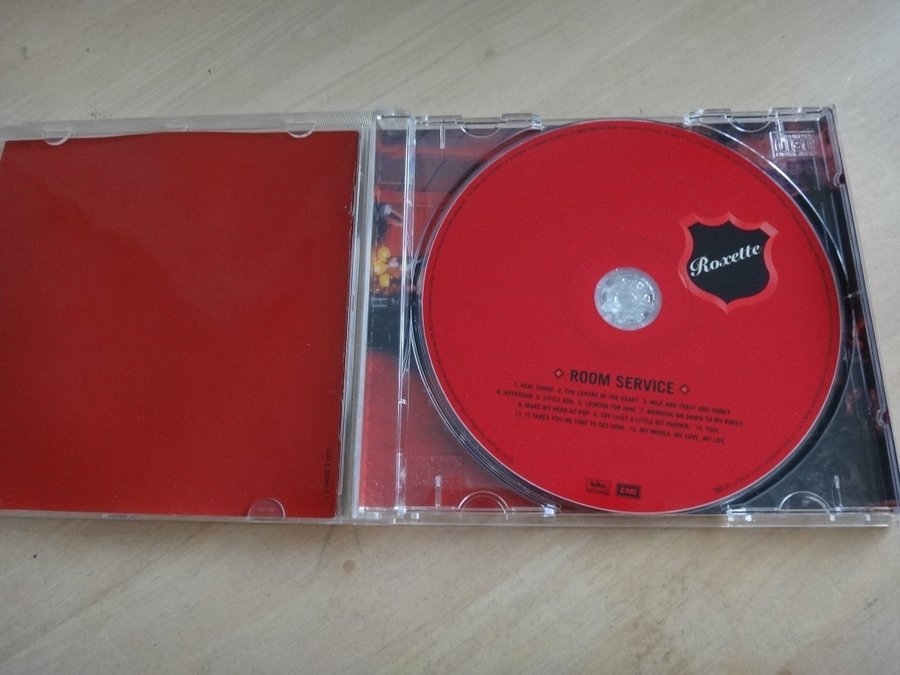 DISC
Roxette
ROOM SERVICE
1. REAL SUGAR 2. THE CENTRE OF THE HEART 3. MILK AND TOAST AND HONEY
4. JEFFERSON 5. LITTLE GIRL 6. LOOKING FOR JANE 7. BRINGING ME DOWN TO MY KNEES
8. MAKE MY HEAD GO POP 9. TRY (JUST A LITTLE BIT HARDER) 10. FOOL
11. IT TAKES YOU NO TIME TO GET HERE 12. MY WORLD, MY LOVE, MY LIFE
EMI